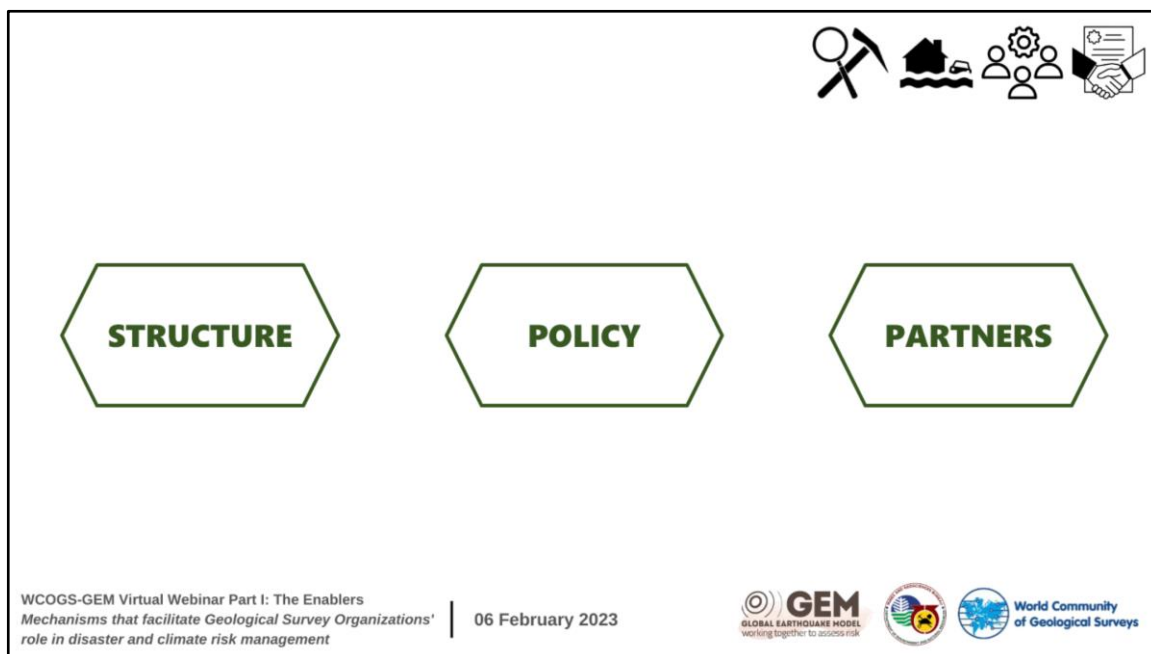 STRUCTURE
POLICY
PARTNERS
WCOGS-GEM Virtual Webinar Part I: The Enablers
Mechanisms that facilitate Geological Survey Organizations'
role in disaster and climate risk management
06 February 2023
GEM
GLOBAL EARTHQUAKE MODEL
working together to assess risk
World Community
of Geological Surveys